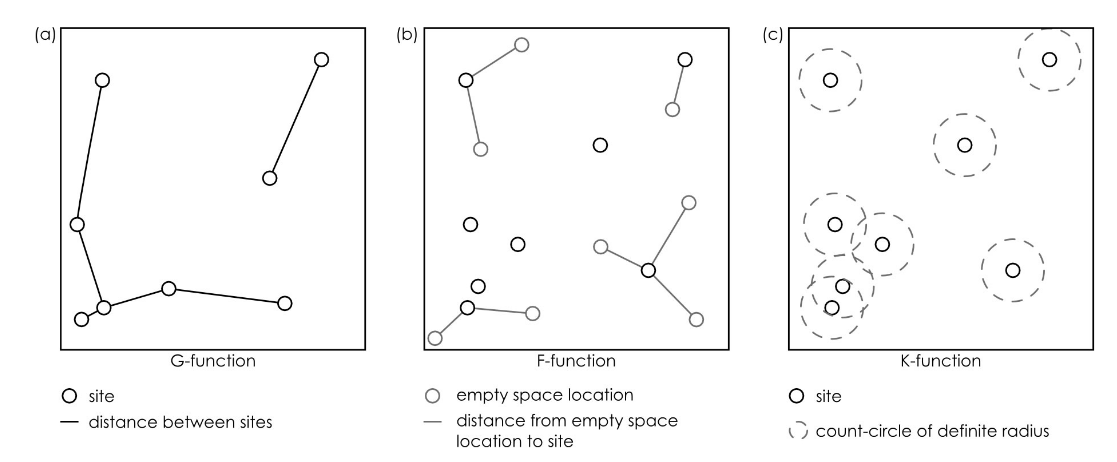 (a)
G-function
site
distance between sites
(b)
F-function
empty space location
distance from empty space
location to site
(c)
K-function
site
count-circle of definite radius